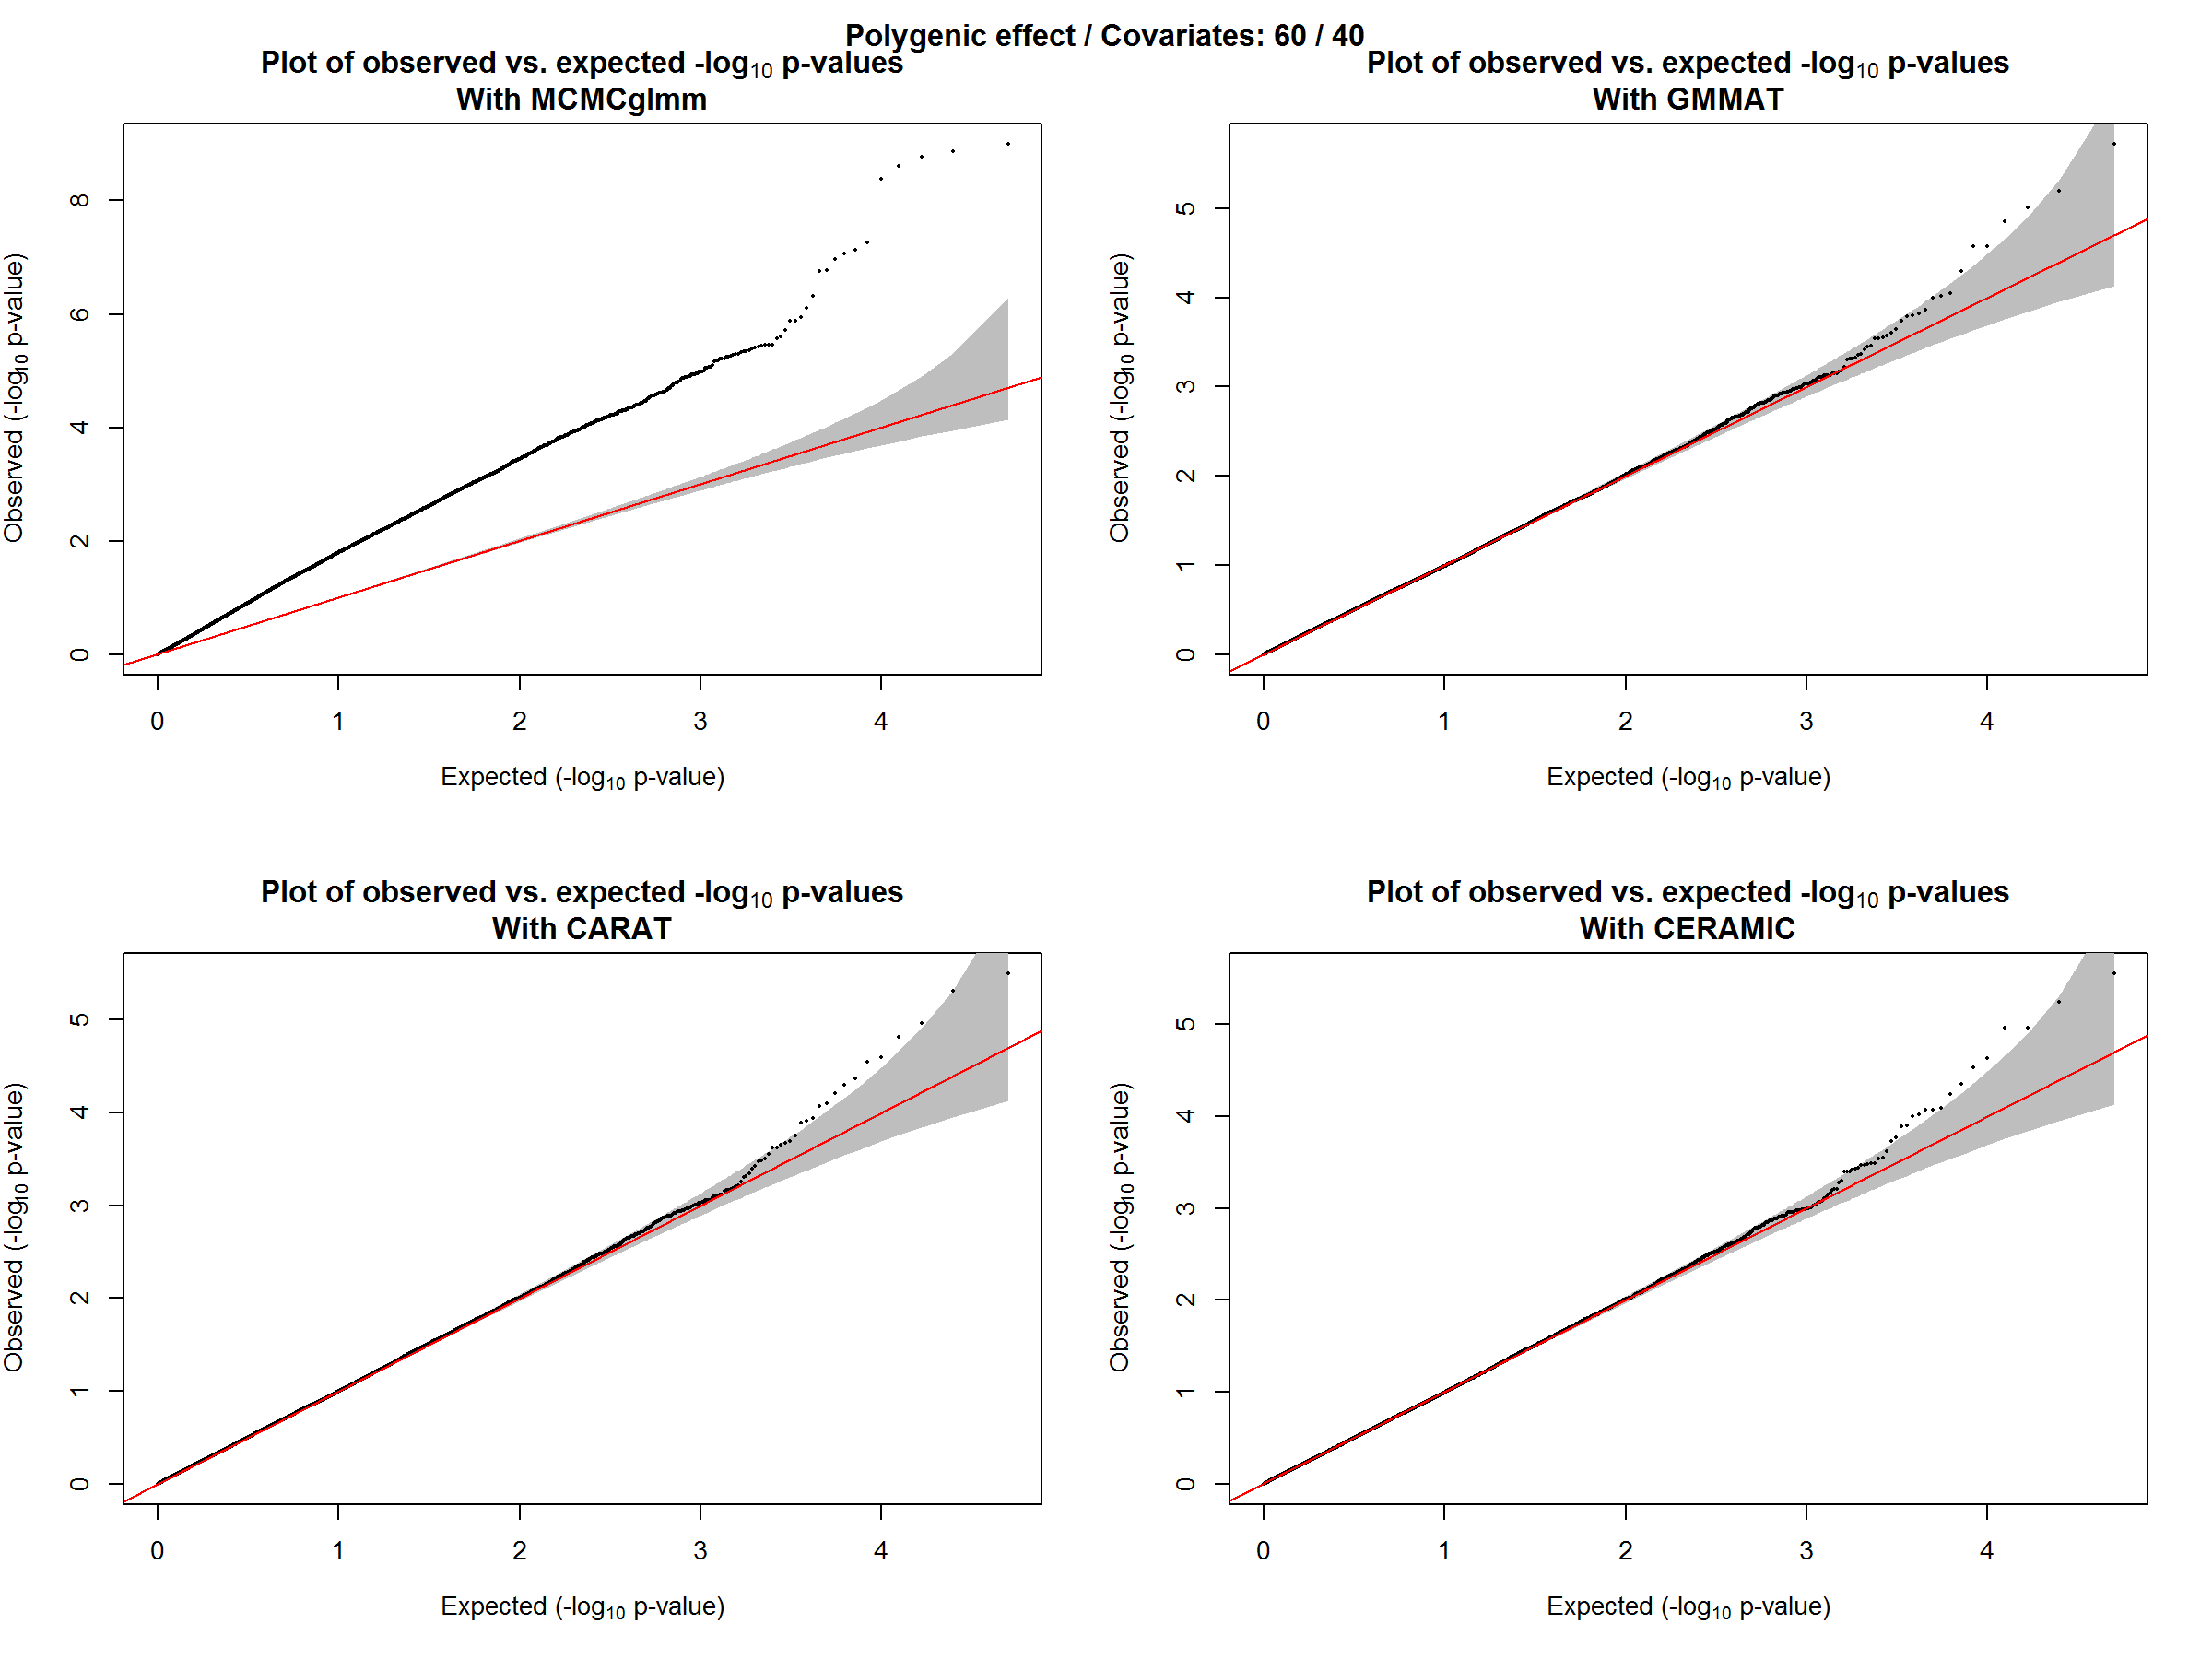 Polygenic effect / Covariates: 60 / 40
Plot of observed vs. expected -log10 p-values
With MCMCglmm
Observed (-log10 p-value)
0 2 4 6 8
0 1 2 3 4
Expected (-log10 p-value)
Plot of observed vs. expected -log10 p-values
With GMMAT
Observed (-log10 p-value)
0 1 2 3 4 5
0 1 2 3 4
Expected (-log10 p-value)
Plot of observed vs. expected -log10 p-values
With CARAT
Observed (-log10 p-value)
0 1 2 3 4 5
0 1 2 3 4
Expected (-log10 p-value)
Plot of observed vs. expected -log10 p-values
With CERAMIC
Observed (-log10 p-value)
0 1 2 3 4 5
0 1 2 3 4
Expected (-log10 p-value)